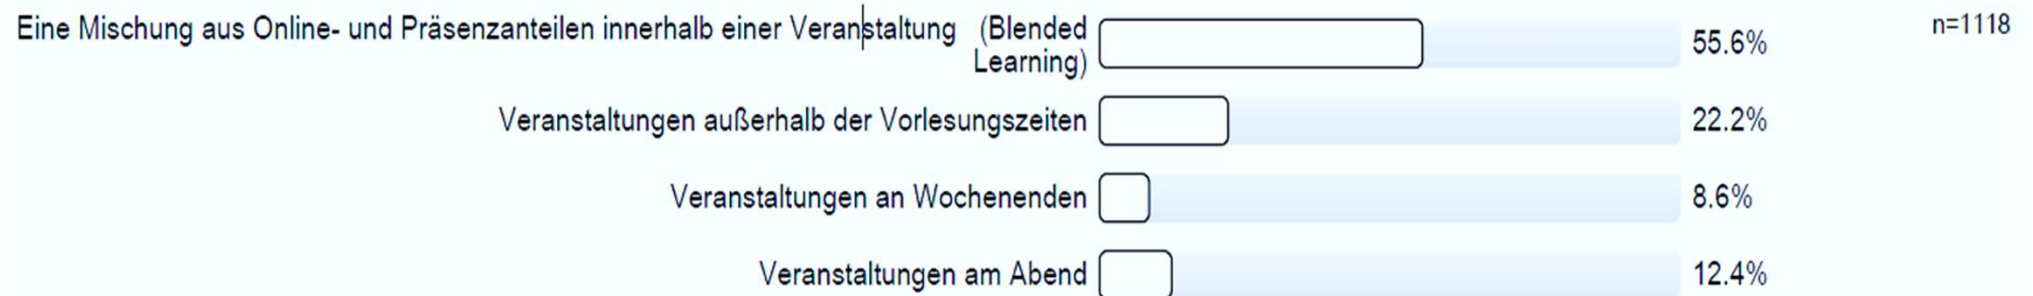 Eine Mischung aus Online- und Präsenzanteilen innerhalb einer Veranstaltung (Blended
Learning)
55.6%
n=1118
Veranstaltungen außerhalb der Vorlesungszeiten
22.2%
Veranstaltungen an Wochenenden
8.6%
Veranstaltungen am Abend
12.4%